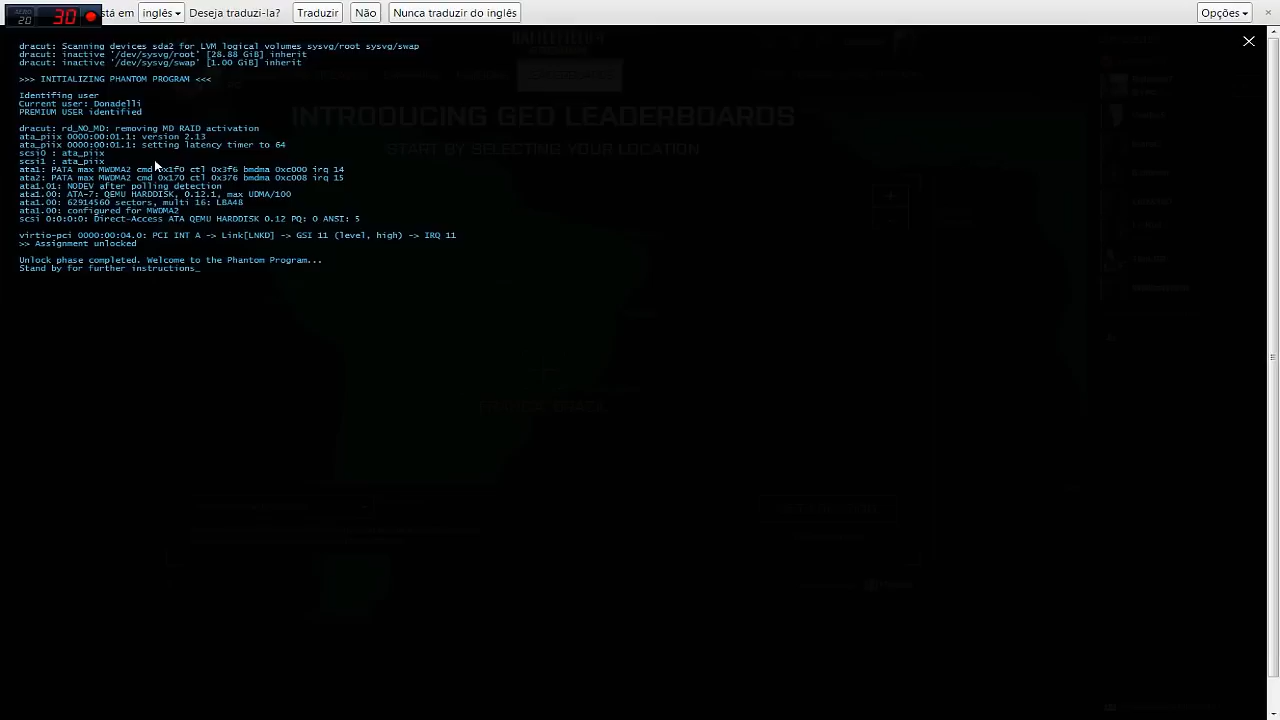 20
30
stá em
inglês
Deseja traduzi-la?
Traduzir
Não
Nunca traduzir do inglês
Opções
dracut: Scanning devices sda2 for LVM logical volumes sysvg/root sysvg/swap
dracut: inactive '/dev/sysvg/root' [28.88 GiB] inherit
dracut: inactive '/dev/sysvg/swap' [1.00 GiB] inherit
>>> INITIALIZING PHANTOM PROGRAM <<<
Identifing user
Current user: Donadelli
PREMIUM USER identified
dracut: rd_NO_MD: removing MD RAID activation
ata_piix 0000:00:01.1: version 2.13
ata_piix 0000:00:01.1: setting latency timer to 64
scsi0 : ata_piix
scsi1 : ata_piix
ata1: PATA max MWDMA2 cmd 0x1f0 ctl 0x3f6 bmdma 0xc000 irq 14
ata2: PATA max MWDMA2 cmd 0x170 ctl 0x376 bmdma 0xc008 irq 15
ata1.01: NODEV after polling detection
ata1.00: ATA-7: QEMU HARDDISK, 0.12.1, max UDMA/100
ata1.00: 62914560 sectors, multi 16: LBA48
ata1.00: configured for MWDMA2
scsi 0:0:0:0: Direct-Access ATA QEMU HARDDISK 0.12 PQ: 0 ANSI: 5
virtio-pci 0000:00:04.0: PCI INT A -> Link[LNKD] -> GSI 11 (level, high) -> IRQ 11
>> Assignment unlocked
Unlock phase completed. Welcome to the Phantom Program...
Stand by for further instructions_
INTRODUCING GEO LEADERBOARDS
START BY SELECTING YOUR LOCATION